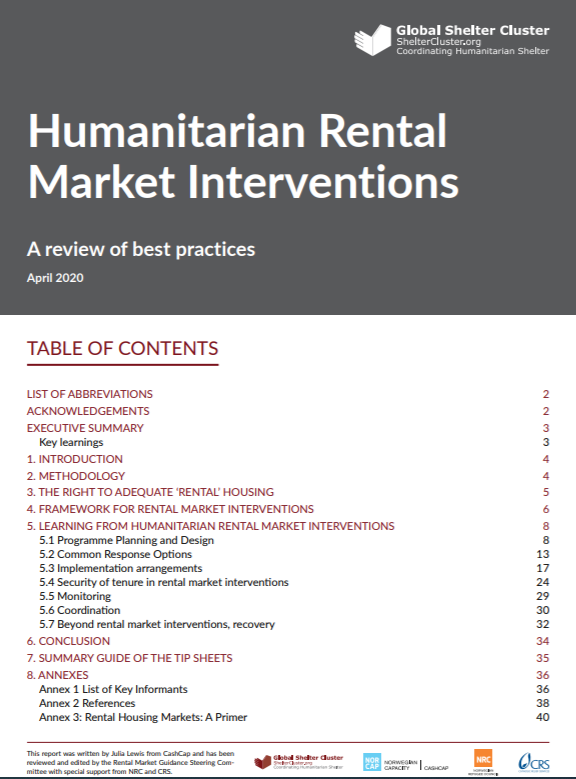 Global Shelter Cluster
ShelterCluster.org
Coordinating Humanitarian Shelter
Humanitarian Rental
Market Interventions
A review of best practices
April 2020
TABLE OF CONTENTS
LIST OF ABBREVIATIONS 2
ACKNOWLEDGEMENTS 2
EXECUTIVE SUMMARY 3
Key learnings 3
1. INTRODUCTION 4
2. METHODOLOGY 4
3. THE RIGHT TO ADEQUATE ‘RENTAL’ HOUSING 5
4. FRAMEWORK FOR RENTAL MARKET INTERVENTIONS 6
5. LEARNING FROM HUMANITARIAN RENTAL MARKET INTERVENTIONS 8
5.1 Programme Planning and Design 8
5.2 Common Response Options 13
5.3 Implementation arrangements 17
5.4 Security of tenure in rental market interventions 24
5.5 Monitoring 29
5.6 Coordination 30
5.7 Beyond rental market interventions, recovery 32
6. CONCLUSION 34
7. SUMMARY GUIDE OF THE TIP SHEETS 35
8. ANNEXES 36
Annex 1 List of Key Informants 36
Annex 2 References 38
Annex 3: Rental Housing Markets: A Primer 40
This report was written by Julia Lewis from CashCap and has been
reviewed and edited by the Rental Market Guidance Steering Com-
mittee with special support from NRC and CRS.
Global Shelter Cluster
ShelterCluster.org
Coordinating Humanitarian Shelter
NOR
CAP
NORWEGIAN
CAPACITY | CASHCAP
NRC
NORWEGIAN
REFUGEE COUNCIL
CRS